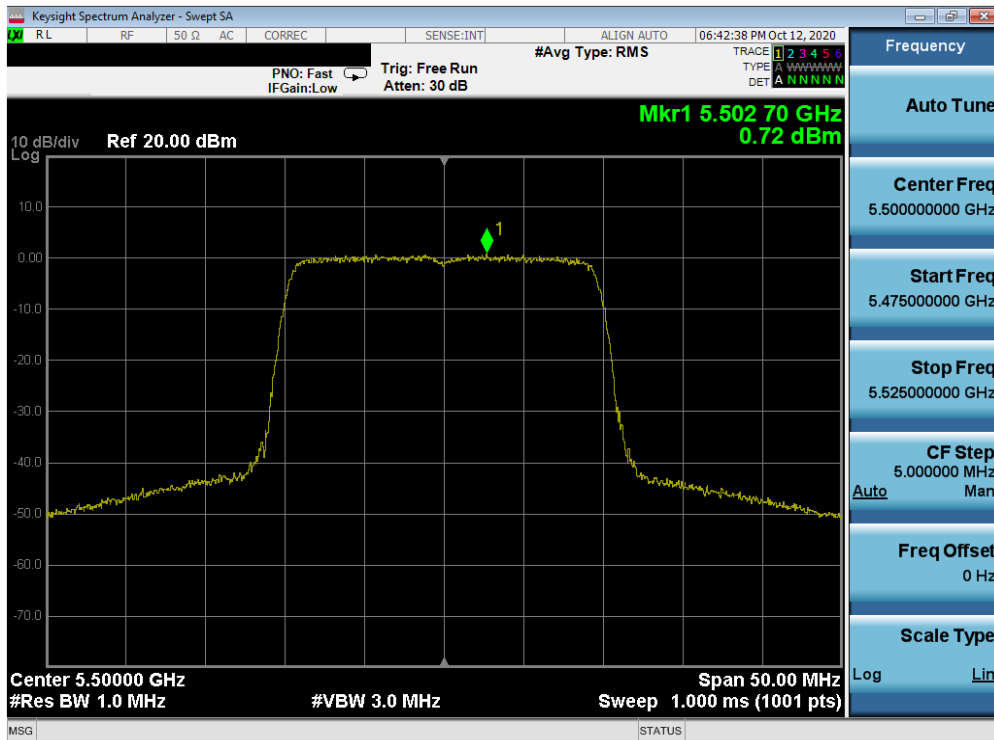 Keysight Spectrum Analyzer - Swept SA
LXI RL RF 50 Ω AC CORREC SENSE:INT ALIGN AUTO 06:42:38 PM Oct 12, 2020
#Avg Type: RMS
TRACE 1 2 3 4 5 6
TYPE A WWWWWW
DET A N N N N N
PNO: Fast
IFGain:Low
Trig: Free Run
Atten: 30 dB
Mkr1 5.502 70 GHz
0.72 dBm
10 dB/div
Log
Ref 20.00 dBm
1
10.0
0.00
-10.0
-20.0
-30.0
-40.0
-50.0
-60.0
-70.0
Center 5.50000 GHz
Span 50.00 MHz
#Res BW 1.0 MHz
#VBW 3.0 MHz
Sweep 1.000 ms (1001 pts)
MSG
STATUS
Frequency
Auto Tune
Center Freq
5.500000000 GHz
Start Freq
5.475000000 GHz
Stop Freq
5.525000000 GHz
CF Step
5.000000 MHz
Auto Man
Freq Offset
0 Hz
Scale Type
Log Lin